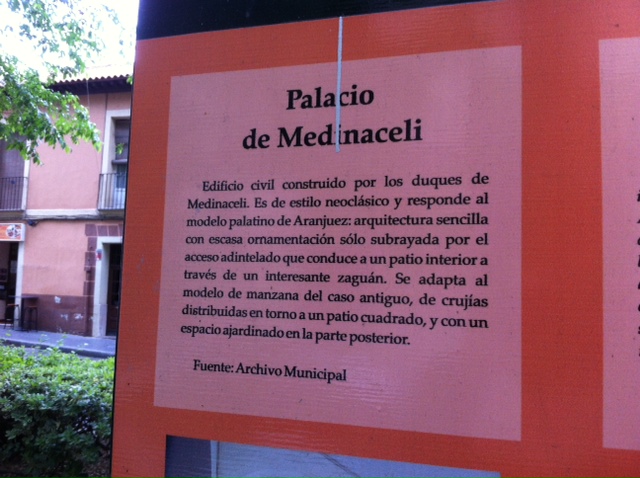 Palacio
de Medinaceli
Edificio civil construido por los duques de
Medinaceli. Es de estilo neoclásico y responde al
modelo palatino de Aranjuez: arquitectura sencilla
con escasa ornamentación sólo subrayada por el
acceso adintelado que conduce a un patio interior a
través de un interesante zaguán. Se adapta al
modelo de manzana del caso antiguo, de crujías
distribuidas en torno a un patio cuadrado, y con un
espacio ajardinado en la parte posterior.
Fuente: Archivo Municipal